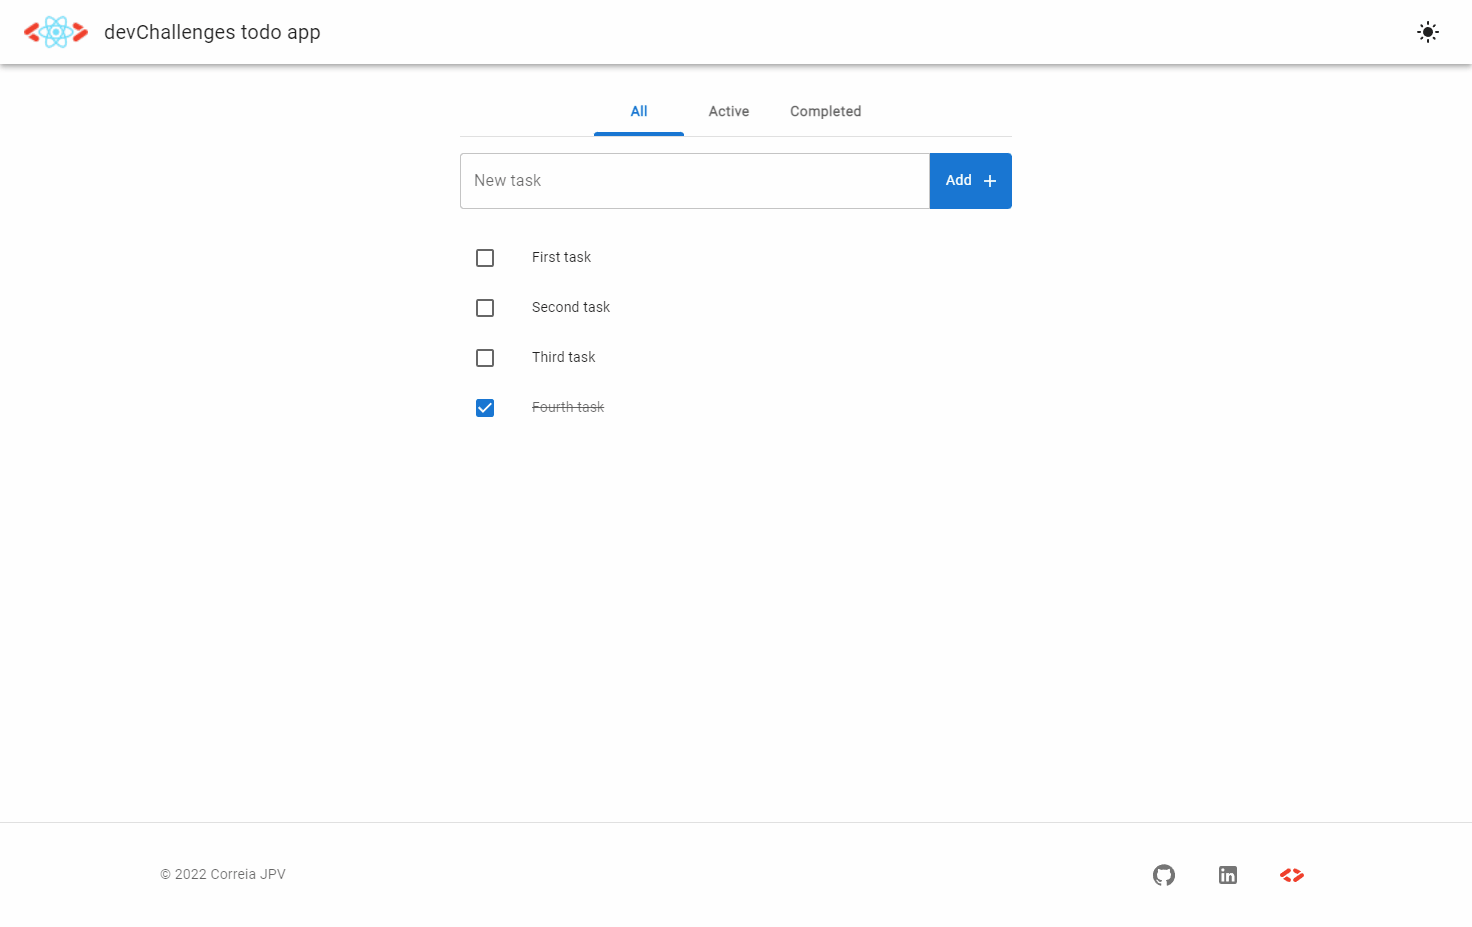 devChallenges todo app
All Active Completed
New task Add +
First task
Second task
Third task
Fourth task
© 2022 Correia JPV
in